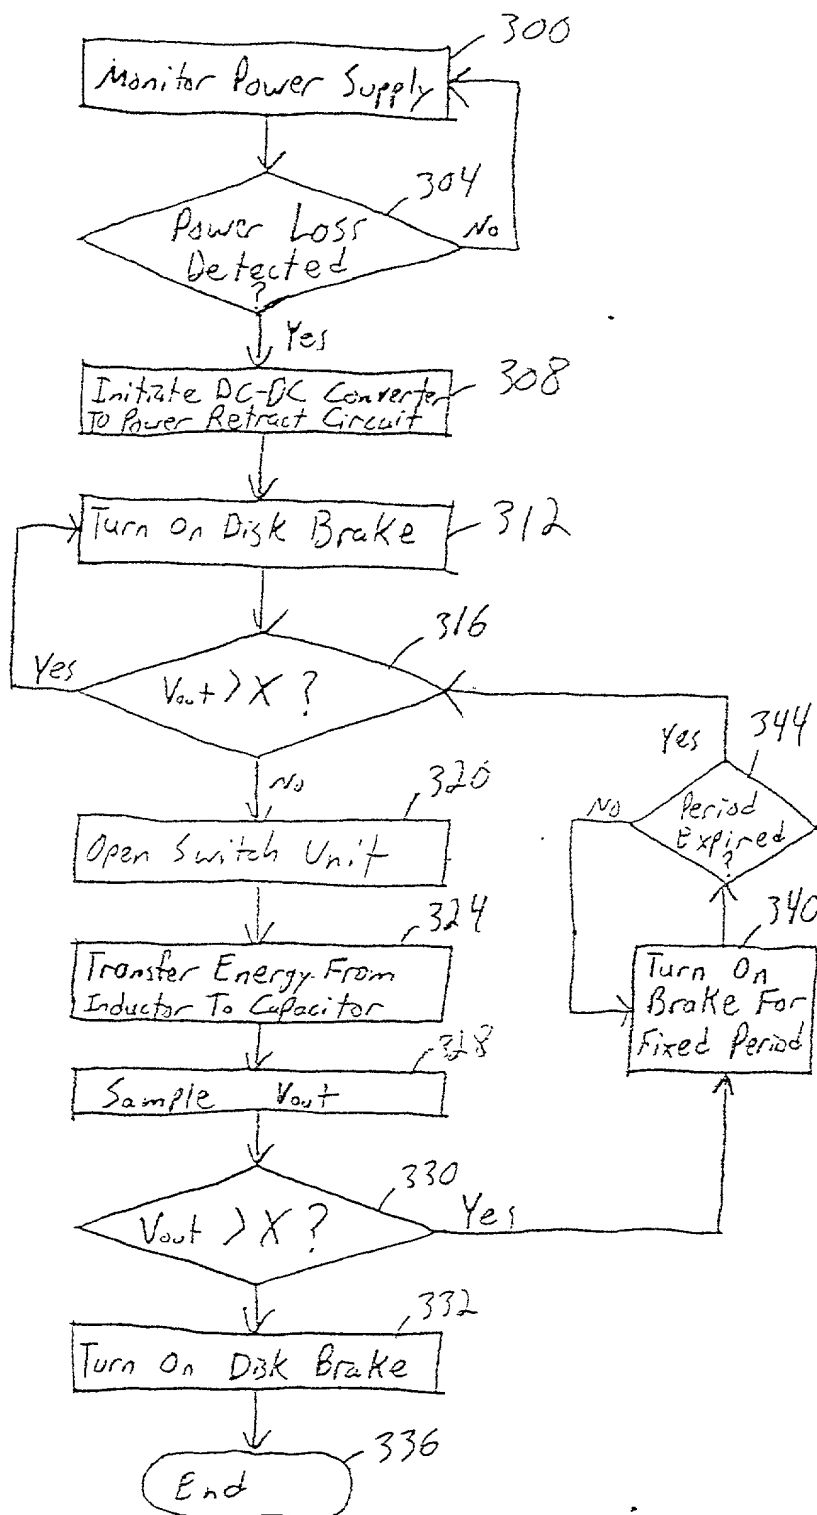 300
Monitor Power Supply
304
Power Loss
Detected
?
No
Yes
Initiate DC-DC Converter
To Power Retract Circuit
308
Turn On Disk Brake
312
316
Yes
Vout > X ?
No
344
Yes
No
Period
Expired
?
320
Open Switch Unit
324
Transfer Energy From
Inductor To Capacitor
340
Turn On
Brake For
Fixed Period
328
Sample Vout
330
Vout > X ?
Yes
332
Turn On Disk Brake
336
End